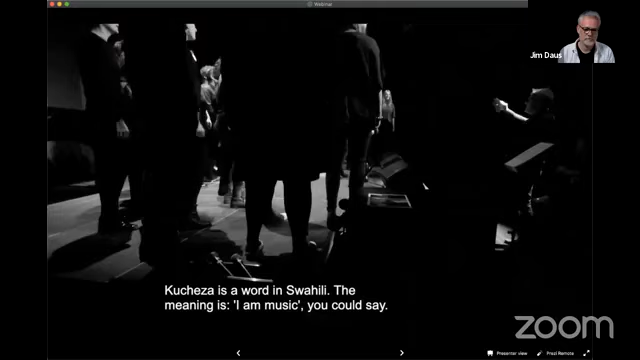 Webinar
Jim Daus
Kucheza is a word in Swahili. The
meaning is: 'I am music', you could say.
zoom
Presenter view
Prezi Remote